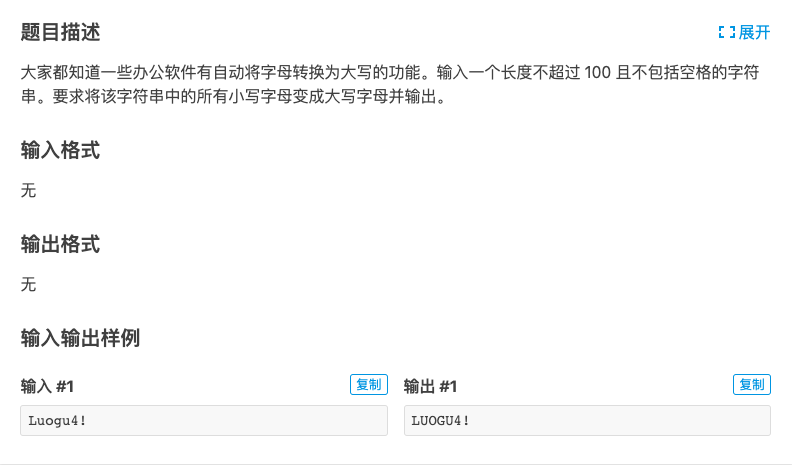 题目描述
展开
大家都知道一些办公软件有自动将字母转换为大写的功能。输入一个长度不超过 100 且不包括空格的字符
串。要求将该字符串中的所有小写字母变成大写字母并输出。
输入格式
无
输出格式
无
输入输出样例
输入 #1
复制
Luogu4!
输出 #1
复制
LUOGU4!